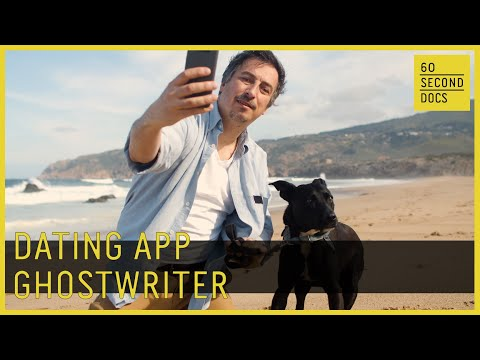 60
SECOND
DOCS
DATING APP
GHOSTWRITER